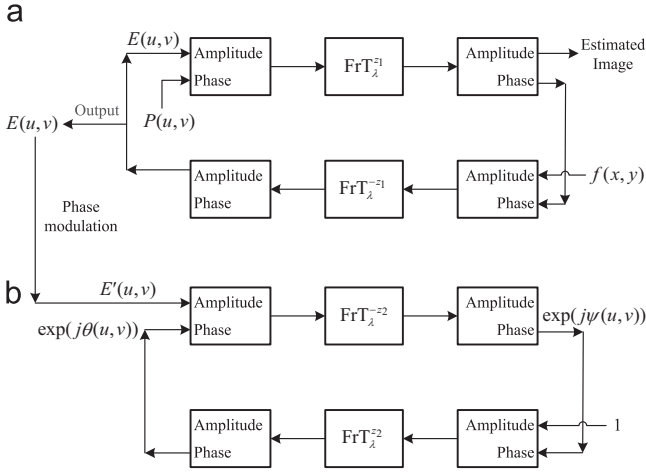 a
E(u,v)
Amplitude
Phase
FrT_λ^{z1}
Amplitude
Phase
Estimated
Image
P(u,v)
E(u,v)
Output
Amplitude
Phase
FrT_λ^{-z1}
Amplitude
Phase
f(x,y)
Phase
modulation
b
E′(u,v)
exp(jθ(u,v))
Amplitude
Phase
FrT_λ^{-z2}
Amplitude
Phase
exp(jψ(u,v))
Amplitude
Phase
FrT_λ^{z2}
Amplitude
Phase
1